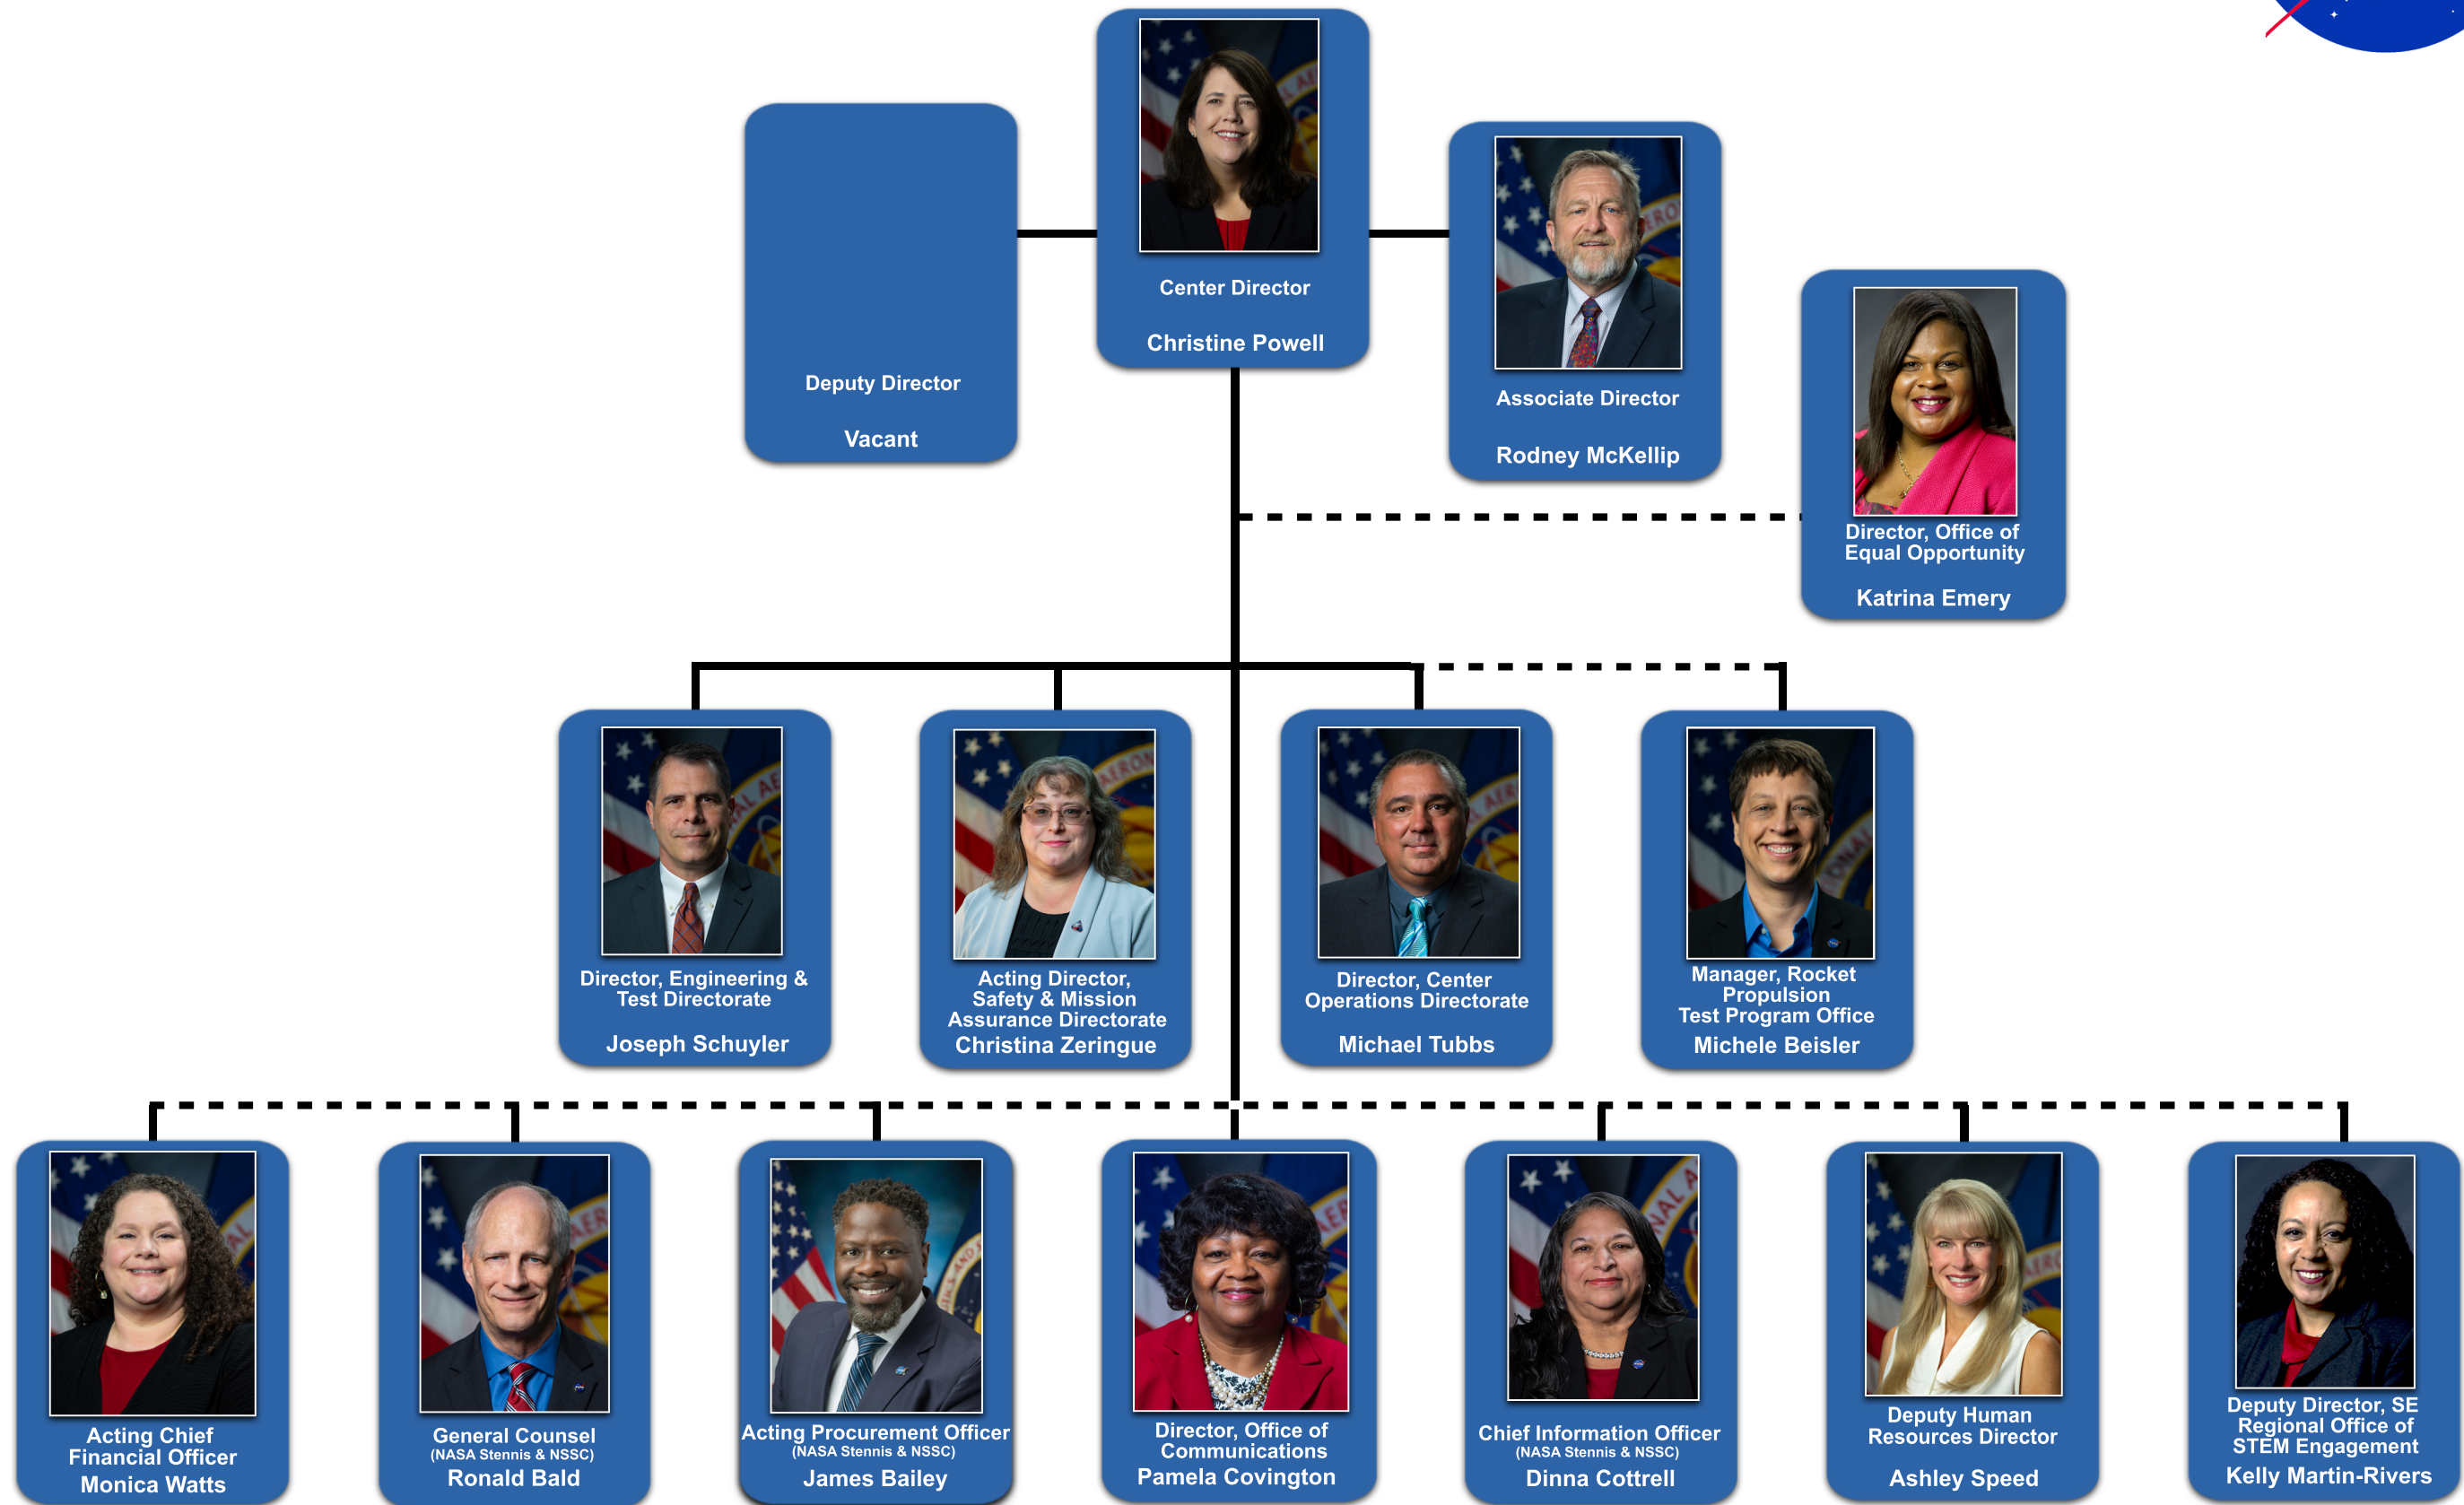 Center Director
Christine Powell
Deputy Director
Vacant
Associate Director
Rodney McKellip
Director, Office of
Equal Opportunity
Katrina Emery
Director, Engineering &
Test Directorate
Joseph Schuyler
Acting Director,
Safety & Mission
Assurance Directorate
Christina Zeringue
Director, Center
Operations Directorate
Michael Tubbs
Manager, Rocket
Propulsion
Test Program Office
Michele Beisler
Acting Chief
Financial Officer
Monica Watts
General Counsel
(NASA Stennis & NSSC)
Ronald Bald
Acting Procurement Officer
(NASA Stennis & NSSC)
James Bailey
Director, Office of
Communications
Pamela Covington
Chief Information Officer
(NASA Stennis & NSSC)
Dinna Cottrell
Deputy Human
Resources Director
Ashley Speed
Deputy Director, SE
Regional Office of
STEM Engagement
Kelly Martin-Rivers